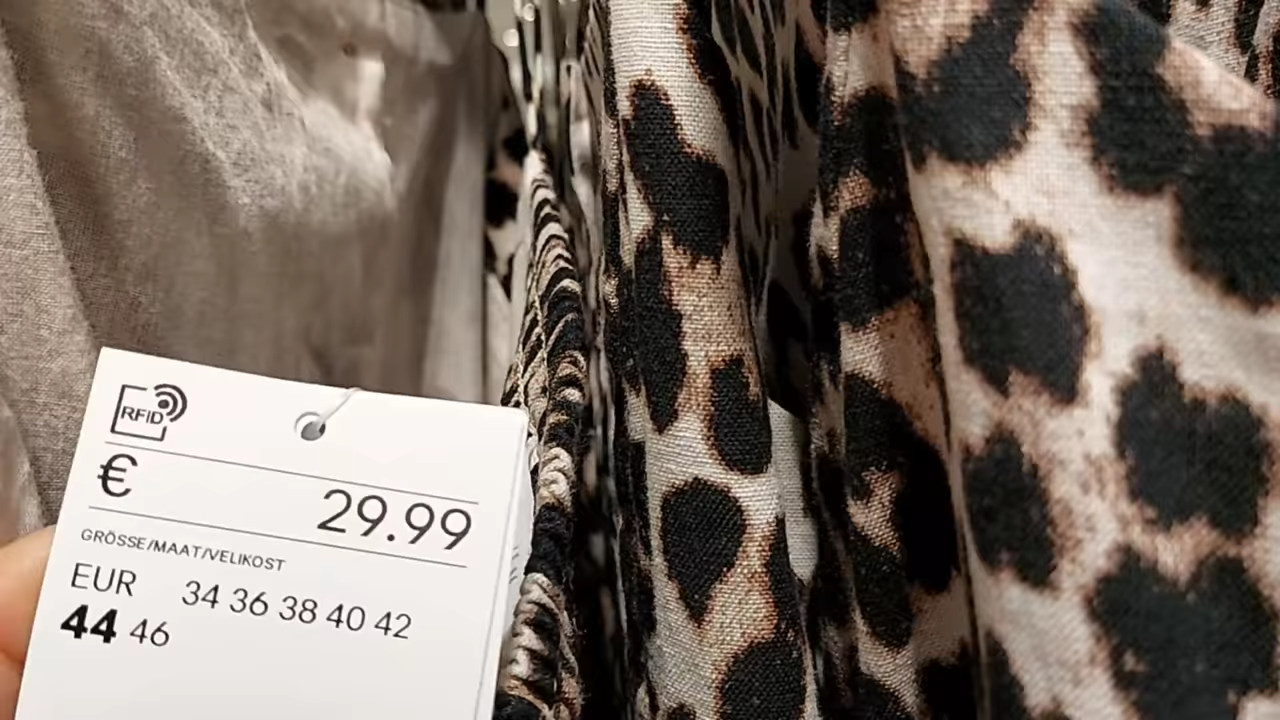 RFID
€ 29.99
GRÖSSE/MAAT/VELIKOST
EUR 34 36 38 40 42
44 46